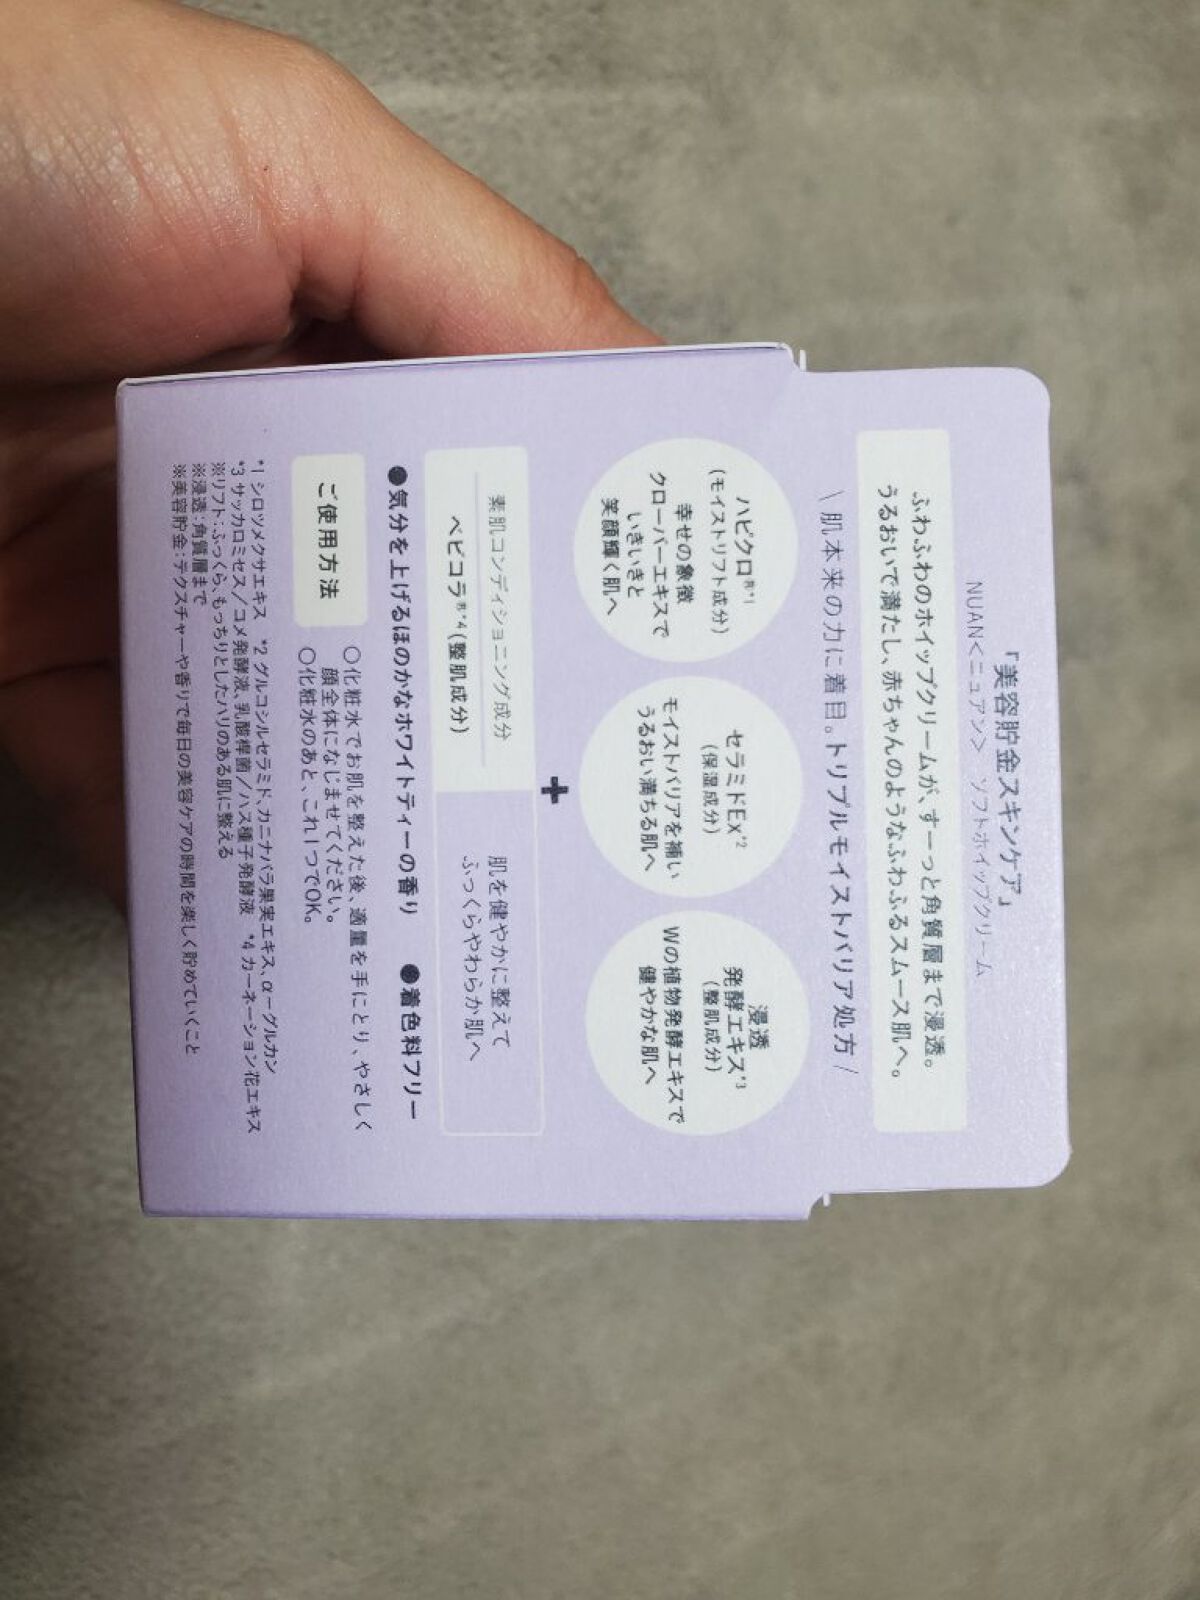 「美容貯金スキンケア」
NUAN<ニュアン> ソフトホイップクリーム
ふわふわのホイップクリームが、すーっと角質層まで浸透。
うるおいで満たし、赤ちゃんのようなふわふるスムース肌へ。
\肌本来の力に着目。トリプルモイストバリア処方/
ハピクロ®*1
(モイストリフト成分)
幸せの象徴
クローバーエキスで
いきいきと
笑顔輝く肌へ
セラミドEx*2
(保湿成分)
モイストバリアを補い
うるおい満ちる肌へ
浸透
発酵エキス*3
(整肌成分)
Wの植物発酵エキスで
健やかな肌へ
+
素肌コンディショニング成分
ベビコラ®*4(整肌成分)
肌を健やかに整えて
ふっくらやわらか肌へ
●気分を上げるほのかなホワイトティーの香り ●着色料フリー
ご使用方法
○化粧水でお肌を整えた後、適量を手にとり、やさしく
顔全体になじませてください。
○化粧水のあと、これ1つでOK。
*1 シロツメクサエキス *2 グルコシルセラミド、カニナバラ果実エキス、α-グルカン
*3 サッカロミセス/コメ発酵液、乳酸桿菌/ハス種子発酵液 *4 カーネーション花エキス
※リフト:ふっくら、もっちりとしたハリのある肌に整える
※浸透:角質層まで
※美容貯金:テクスチャーや香りで毎日の美容ケアの時間を楽しく貯めていくこと